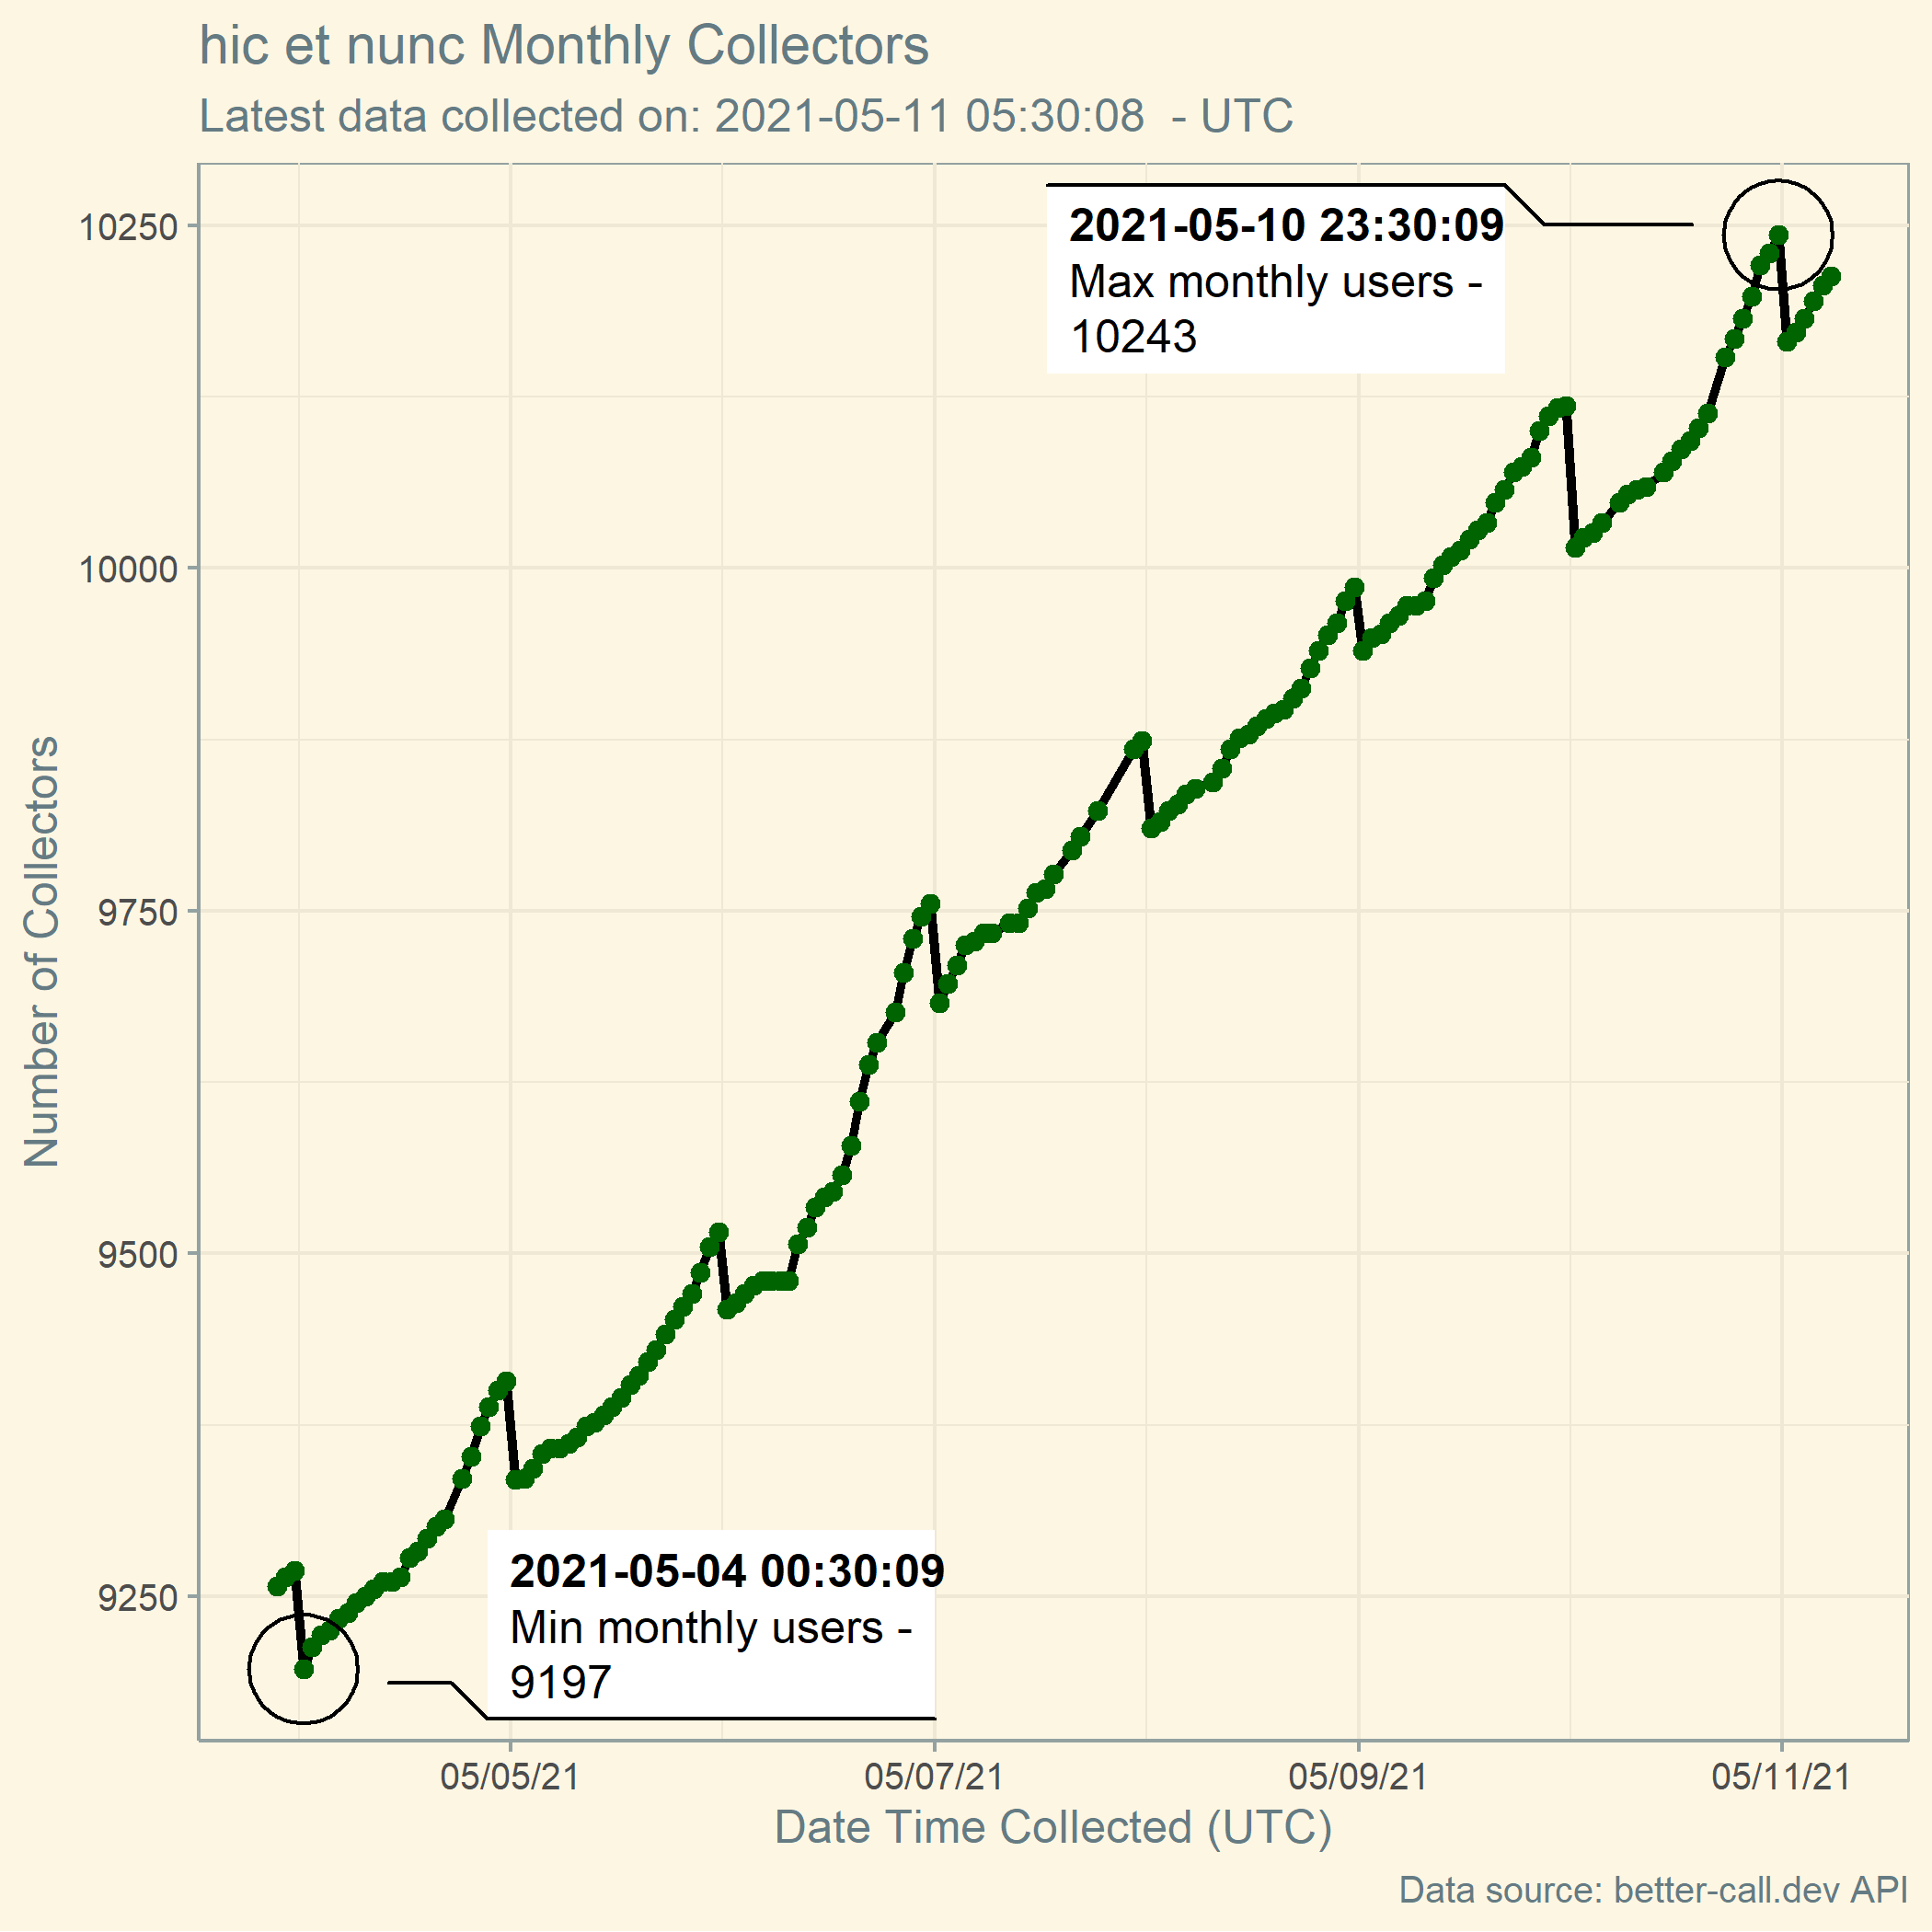 hic et nunc Monthly Collectors
Latest data collected on: 2021-05-11 05:30:08  - UTC
2021-05-10 23:30:09
Max monthly users -
10243
10250
10000
9750
9500
9250
Number of Collectors
2021-05-04 00:30:09
Min monthly users -
9197
05/05/21
05/07/21
05/09/21
05/11/21
Date Time Collected (UTC)
Data source: better-call.dev API